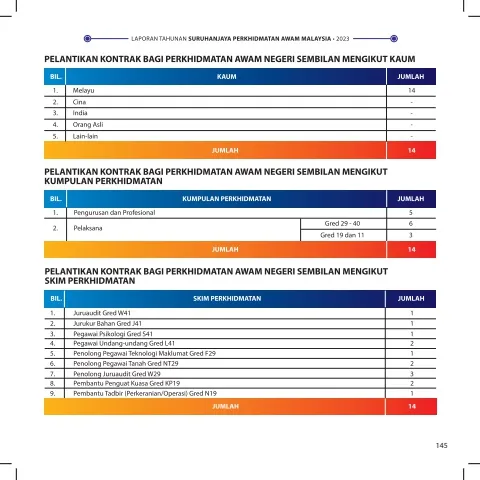 LAPORAN TAHUNAN SURUHANJAYA PERKHIDMATAN AWAM MALAYSIA • 2023
PELANTIKAN KONTRAK BAGI PERKHIDMATAN AWAM NEGERI SEMBILAN MENGIKUT KAUM
BIL. KAUM JUMLAH
1. Melayu 14
2. Cina -
3. India -
4. Orang Asli -
5. Lain-lain -
JUMLAH 14
PELANTIKAN KONTRAK BAGI PERKHIDMATAN AWAM NEGERI SEMBILAN MENGIKUT
KUMPULAN PERKHIDMATAN
BIL. KUMPULAN PERKHIDMATAN JUMLAH
1. Pengurusan dan Profesional 5
2. Pelaksana Gred 29 - 40 6
Gred 19 dan 11 3
JUMLAH 14
PELANTIKAN KONTRAK BAGI PERKHIDMATAN AWAM NEGERI SEMBILAN MENGIKUT
SKIM PERKHIDMATAN
BIL. SKIM PERKHIDMATAN JUMLAH
1. Juruaudit Gred W41 1
2. Jurukur Bahan Gred J41 1
3. Pegawai Psikologi Gred S41 1
4. Pegawai Undang-undang Gred L41 2
5. Penolong Pegawai Teknologi Maklumat Gred F29 1
6. Penolong Pegawai Tanah Gred NT29 2
7. Penolong Juruaudit Gred W29 3
8. Pembantu Penguat Kuasa Gred KP19 2
9. Pembantu Tadbir (Perkeranian/Operasi) Gred N19 1
JUMLAH 14
145